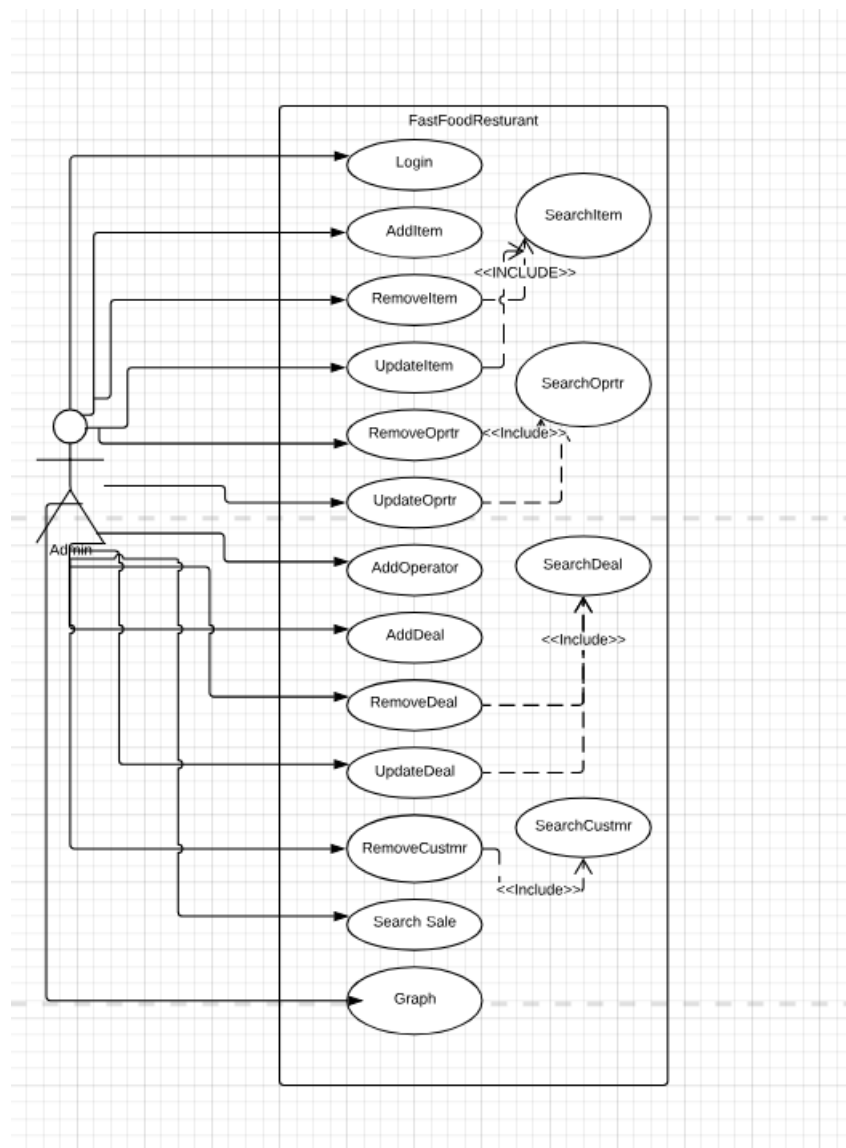 FastFoodResturant
Login
SearchItem
AddItem
<<INCLUDE>>
RemoveItem
UpdateItem
SearchOprtr
RemoveOprtr
<<Include>>
UpdateOprtr
Admin
AddOperator
SearchDeal
AddDeal
<<Include>>
RemoveDeal
UpdateDeal
SearchCustmr
RemoveCustmr
<<Include>>
Search Sale
Graph